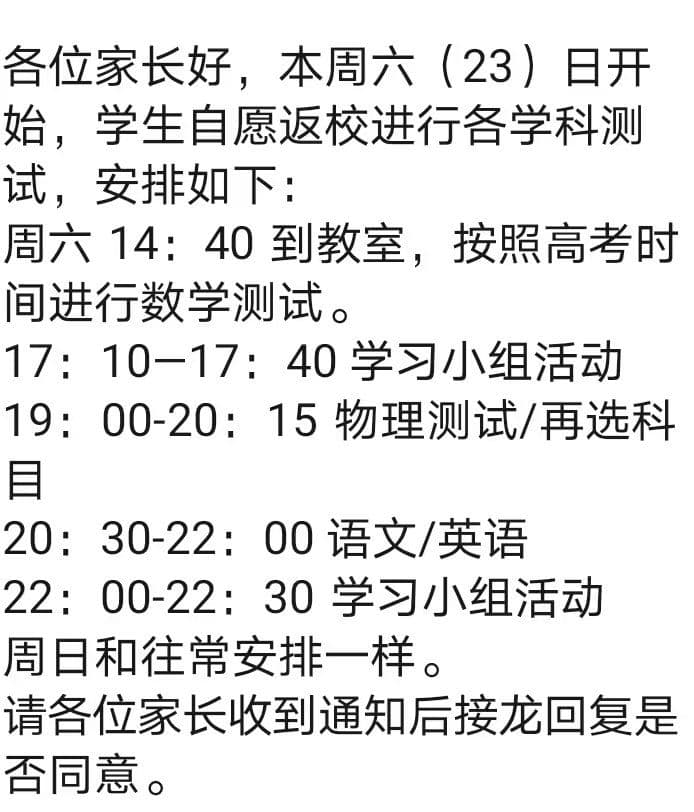 各位家长好，本周六（23）日开
始，学生自愿返校进行各学科测
试，安排如下：
周六 14：40 到教室，按照高考时
间进行数学测试。
17：10—17：40 学习小组活动
19：00-20：15 物理测试/再选科
目
20：30-22：00 语文/英语
22：00-22：30 学习小组活动
周日和往常安排一样。
请各位家长收到通知后接龙回复是
否同意。